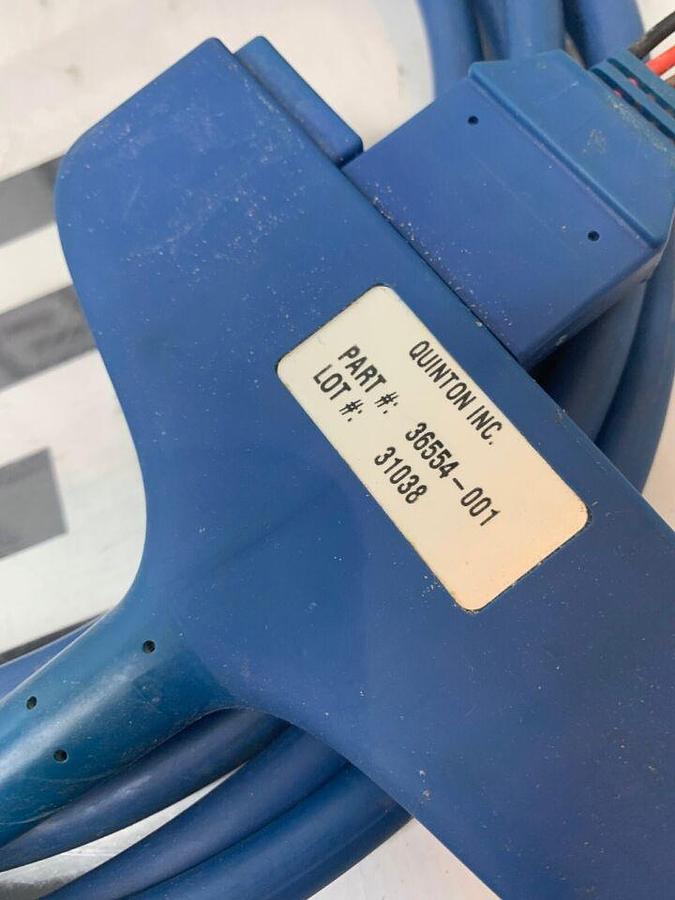 QUINTON INC.
PART #: 36554-001
LOT #: 31038